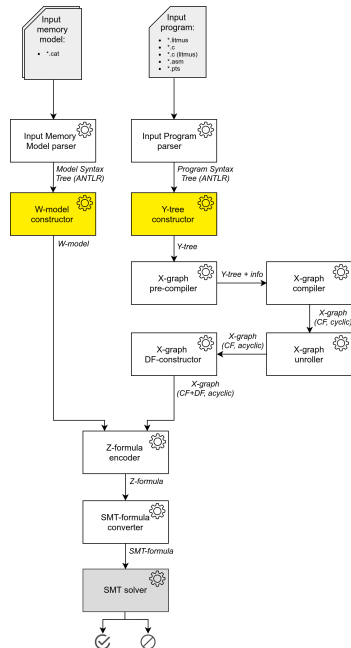 Input
memory
model:
• *.cat
Input
program:
• *.litmus
• *.c
• *.c (litmus)
• *.asm
• *.pts
Input Memory
Model parser
Input Program
parser
Model Syntax
Tree (ANTLR)
Program Syntax
Tree (ANTLR)
W-model
constructor
Y-tree
constructor
W-model
Y-tree
X-graph
pre-compiler
Y-tree + info
X-graph
compiler
X-graph
(CF, cyclic)
X-graph
unroller
X-graph
(CF, acyclic)
X-graph
DF-constructor
X-graph
(CF+DF, acyclic)
Z-formula
encoder
Z-formula
SMT-formula
converter
SMT-formula
SMT solver